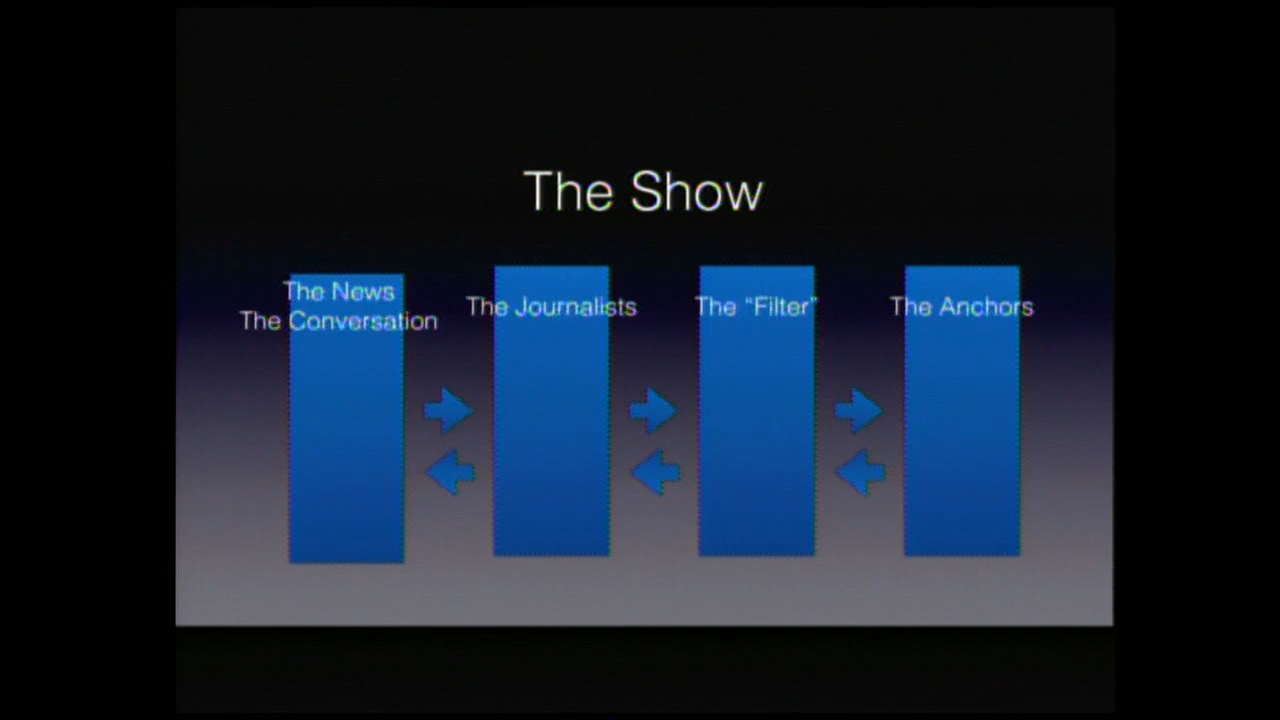 The Show
The News
The Conversation
The Journalists
The “Filter”
The Anchors